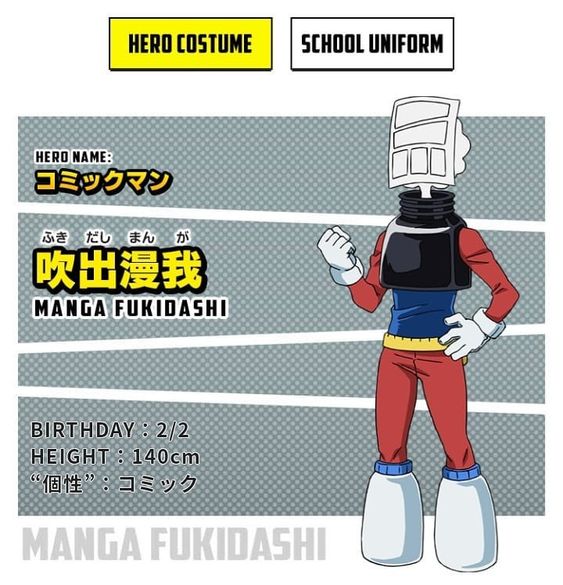 HERO COSTUME
SCHOOL UNIFORM
HERO NAME:
コミックマン
ふき だし まん が
吹出漫我
MANGA FUKIDASHI
BIRTHDAY：2/2
HEIGHT：140cm
“個性”：コミック
MANGA FUKIDASHI